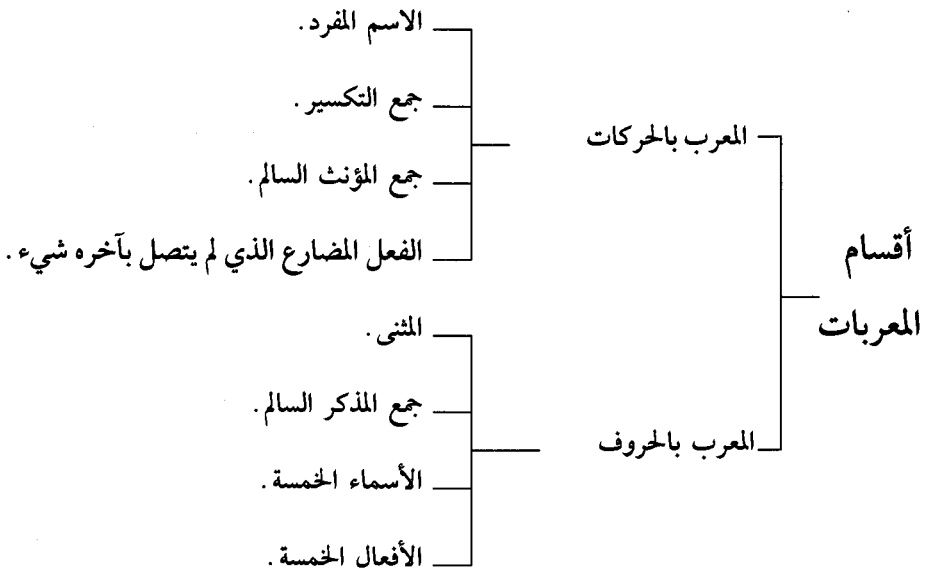 أقسام
المعربات
المعرب بالحركات
الاسم المفرد.
جمع التكسير.
جمع المؤنث السالم.
الفعل المضارع الذي لم يتصل بآخره شيء.
المعرب بالحروف
المثنى.
جمع المذكر السالم.
الأسماء الخمسة.
الأفعال الخمسة.